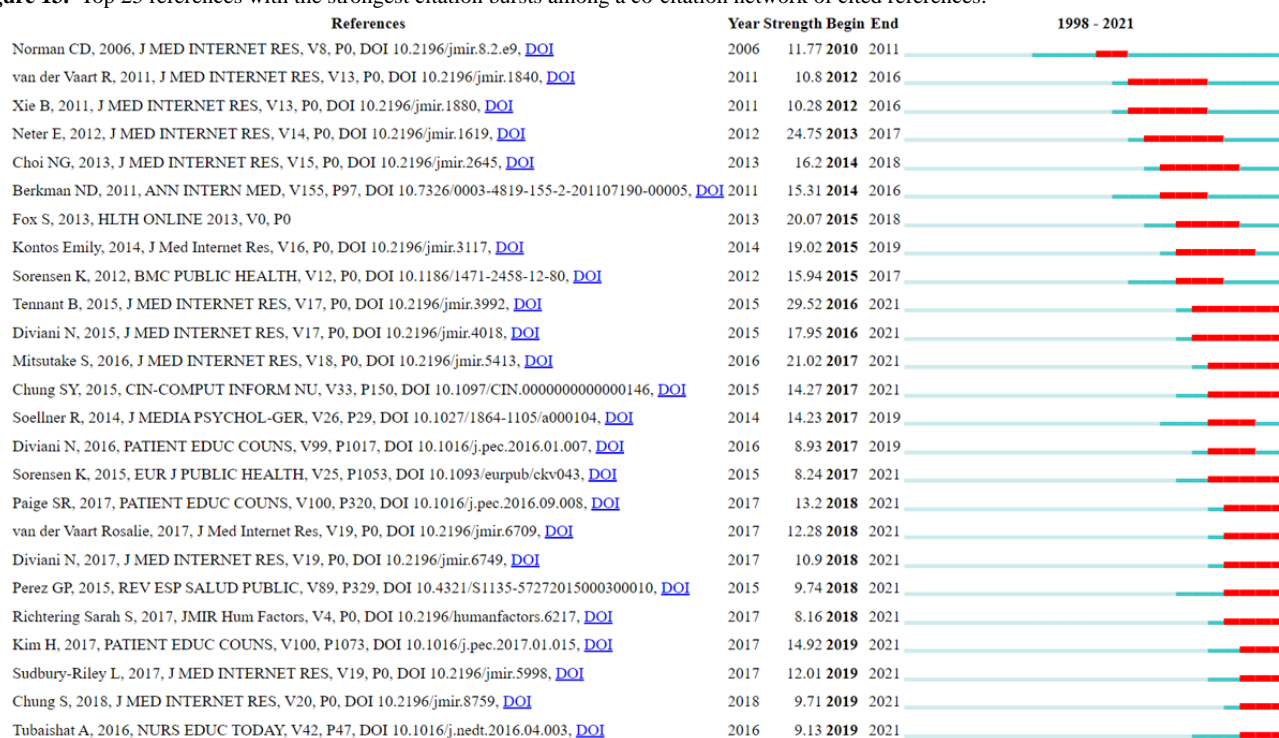 Figure 13. Top 25 references with the strongest citation bursts among a co-citation network of cited references.
References Year Strength Begin End 1998 - 2021
Norman CD, 2006, J MED INTERNET RES, V8, P0, DOI 10.2196/jmir.8.2.e9, DOI 2006 11.77 2010 2011
van der Vaart R, 2011, J MED INTERNET RES, V13, P0, DOI 10.2196/jmir.1840, DOI 2011 10.8 2012 2016
Xie B, 2011, J MED INTERNET RES, V13, P0, DOI 10.2196/jmir.1880, DOI 2011 10.28 2012 2016
Neter E, 2012, J MED INTERNET RES, V14, P0, DOI 10.2196/jmir.1619, DOI 2012 24.75 2013 2017
Choi NG, 2013, J MED INTERNET RES, V15, P0, DOI 10.2196/jmir.2645, DOI 2013 16.2 2014 2018
Berkman ND, 2011, ANN INTERN MED, V155, P97, DOI 10.7326/0003-4819-155-2-201107190-00005, DOI 2011 15.31 2014 2016
Fox S, 2013, HLTH ONLINE 2013, V0, P0 2013 20.07 2015 2018
Kontos Emily, 2014, J Med Internet Res, V16, P0, DOI 10.2196/jmir.3117, DOI 2014 19.02 2015 2019
Sorensen K, 2012, BMC PUBLIC HEALTH, V12, P0, DOI 10.1186/1471-2458-12-80, DOI 2012 15.94 2015 2017
Tennant B, 2015, J MED INTERNET RES, V17, P0, DOI 10.2196/jmir.3992, DOI 2015 29.52 2016 2021
Diviani N, 2015, J MED INTERNET RES, V17, P0, DOI 10.2196/jmir.4018, DOI 2015 17.95 2016 2021
Mitsutake S, 2016, J MED INTERNET RES, V18, P0, DOI 10.2196/jmir.5413, DOI 2016 21.02 2017 2021
Chung SY, 2015, CIN-COMPUT INFORM NU, V33, P150, DOI 10.1097/CIN.0000000000000146, DOI 2015 14.27 2017 2021
Soellner R, 2014, J MEDIA PSYCHOL-GER, V26, P29, DOI 10.1027/1864-1105/a000104, DOI 2014 14.23 2017 2019
Diviani N, 2016, PATIENT EDUC COUNS, V99, P1017, DOI 10.1016/j.pec.2016.01.007, DOI 2016 8.93 2017 2019
Sorensen K, 2015, EUR J PUBLIC HEALTH, V25, P1053, DOI 10.1093/eurpub/ckv043, DOI 2015 8.24 2017 2021
Paige SR, 2017, PATIENT EDUC COUNS, V100, P320, DOI 10.1016/j.pec.2016.09.008, DOI 2017 13.2 2018 2021
van der Vaart Rosalie, 2017, J Med Internet Res, V19, P0, DOI 10.2196/jmir.6709, DOI 2017 12.28 2018 2021
Diviani N, 2017, J MED INTERNET RES, V19, P0, DOI 10.2196/jmir.6749, DOI 2017 10.9 2018 2021
Perez GP, 2015, REV ESP SALUD PUBLIC, V89, P329, DOI 10.4321/S1135-57272015000300010, DOI 2015 9.74 2018 2021
Richtering Sarah S, 2017, JMIR Hum Factors, V4, P0, DOI 10.2196/humanfactors.6217, DOI 2017 8.16 2018 2021
Kim H, 2017, PATIENT EDUC COUNS, V100, P1073, DOI 10.1016/j.pec.2017.01.015, DOI 2017 14.92 2019 2021
Sudbury-Riley L, 2017, J MED INTERNET RES, V19, P0, DOI 10.2196/jmir.5998, DOI 2017 12.01 2019 2021
Chung S, 2018, J MED INTERNET RES, V20, P0, DOI 10.2196/jmir.8759, DOI 2018 9.71 2019 2021
Tubaishat A, 2016, NURS EDUC TODAY, V42, P47, DOI 10.1016/j.nedt.2016.04.003, DOI 2016 9.13 2019 2021